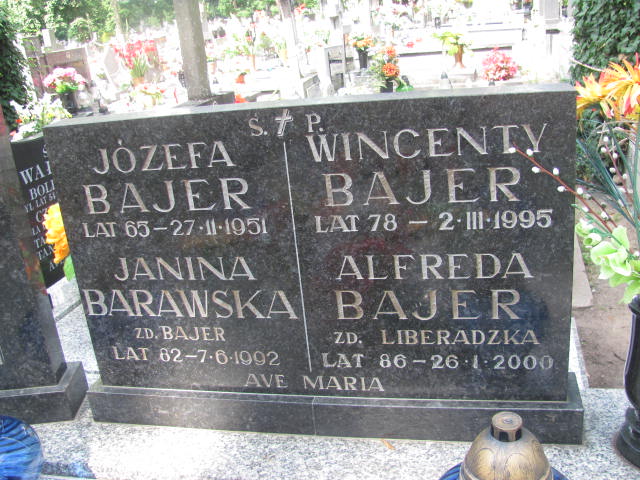 Ś. P.
JÓZEFA
BAJER
LAT 65-27·11·1951
JANINA
BARAWSKA
ZD. BAJER
LAT 62-7·6·1992
WINCENTY
BAJER
LAT 78-2·III·1995
ALFREDA
BAJER
ZD. LIBERADZKA
LAT 86-26·1·2000
AVE MARIA